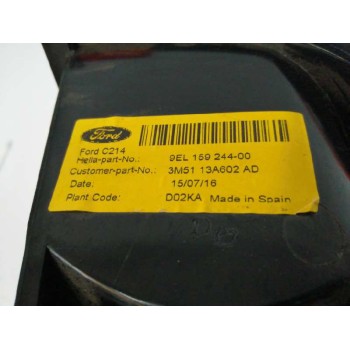 Ford
Ford C214
Hella-part-No.: 9EL 159 244-00
Customer-part-No.: 3M51 13A602 AD
Date: 15/07/16
Plant Code: D02KA Made in Spain